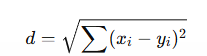 d = √∑(xᵢ − yᵢ)²